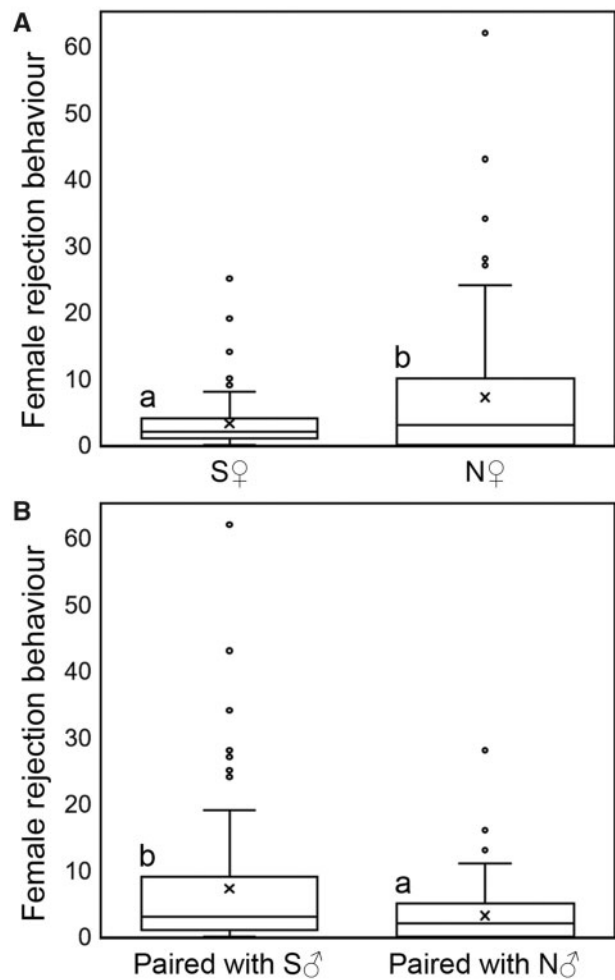 A
Female rejection behaviour
60
50
40
30
20
10
0
a
b
S♀
N♀
B
Female rejection behaviour
60
50
40
30
20
10
0
b
a
Paired with S♂
Paired with N♂